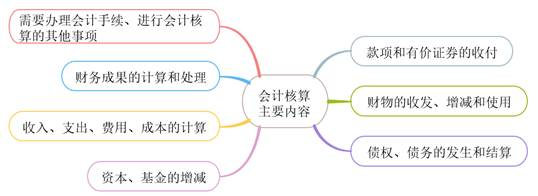 需要办理会计手续、进行会计核
算的其他事项
财务成果的计算和处理
收入、支出、费用、成本的计算
资本、基金的增减
会计核算
主要内容
款项和有价证券的收付
财物的收发、增减和使用
债权、债务的发生和结算